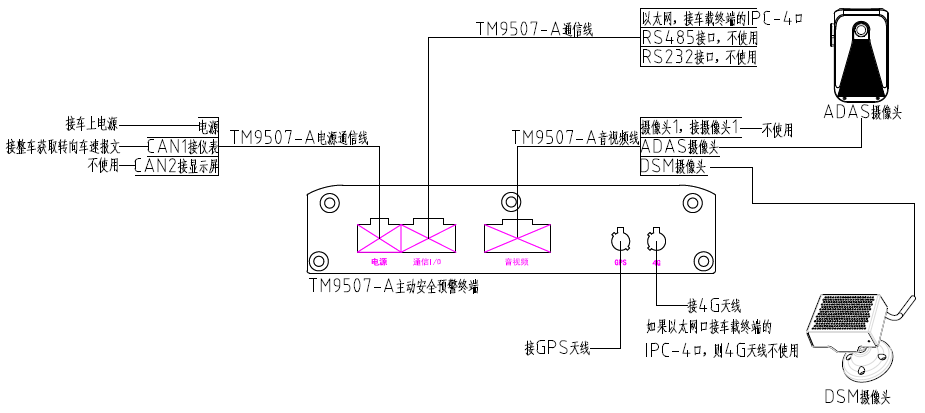 TM9507-A通信线
以太网，接车载终端的IPC-4口
RS485接口，不使用
RS232接口，不使用
ADAS摄像头
接车上电源
电源
接整车获取转向车速报文
CAN1接仪表
不使用
CAN2接显示屏
TM9507-A电源通信线
TM9507-A音视频线
摄像头1，接摄像头1
不使用
ADAS摄像头
DSM摄像头
电源
通信I/O
音视频
GPS
4G
TM9507-A主动安全预警终端
接4G天线
如果以太网口接车载终端的
IPC-4口，则4G天线不使用
接GPS天线
DSM摄像头